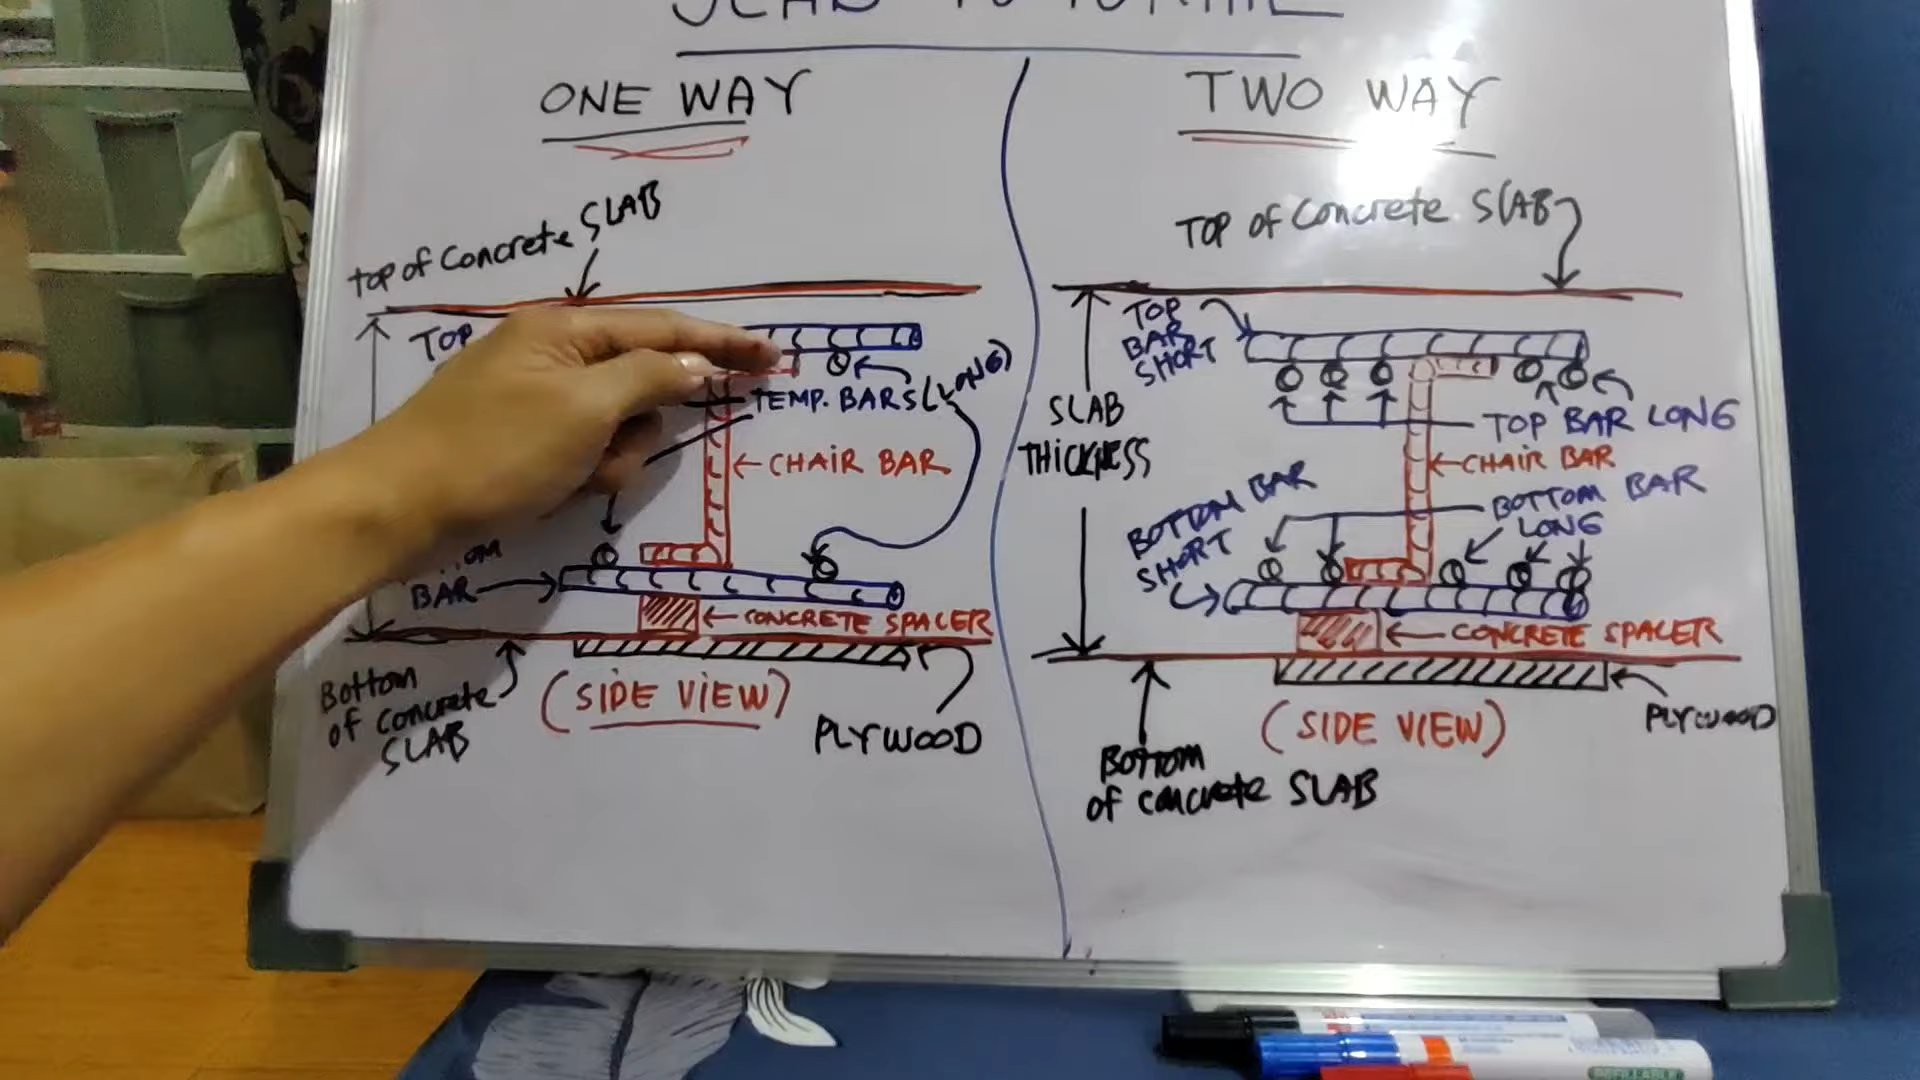 ONE WAY
top of Concrete SLAB
TOP
TEMP. BARS (LONG)
CHAIR BAR
BAR
CONCRETE SPACER
Bottom
of concrete
SLAB
(SIDE VIEW)
PLYWOOD
TWO WAY
TOP of Concrete SLAB
TOP
BAR
SHORT
SLAB
THICKNESS
TOP BAR LONG
CHAIR BAR
BOTTOM BAR
SHORT
BOTTOM BAR
LONG
CONCRETE SPACER
(SIDE VIEW)
PLYWOOD
Bottom
of concrete SLAB
REFILLABLE